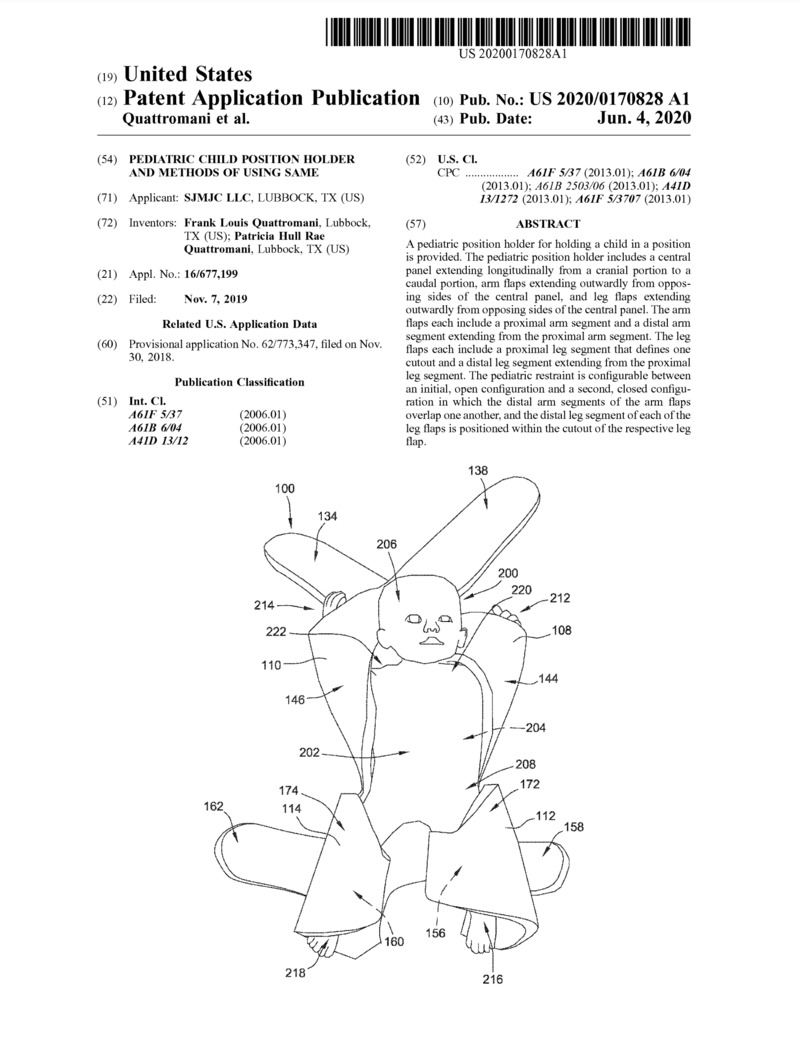 US 20200170828A1
(19) United States
(12) Patent Application Publication (10) Pub. No.: US 2020/0170828 A1
Quattromani et al. (43) Pub. Date: Jun. 4, 2020
(54) PEDIATRIC CHILD POSITION HOLDER
AND METHODS OF USING SAME
(71) Applicant: SJMJC LLC, LUBBOCK, TX (US)
(72) Inventors: Frank Louis Quattromani, Lubbock,
TX (US); Patricia Hull Rae
Quattromani, Lubbock, TX (US)
(21) Appl. No.: 16/677,199
(22) Filed: Nov. 7, 2019
Related U.S. Application Data
(60) Provisional application No. 62/773,347, filed on Nov.
30, 2018.
Publication Classification
(51) Int. Cl.
A61F 5/37 (2006.01)
A61B 6/04 (2006.01)
A41D 13/12 (2006.01)
(52) U.S. Cl.
CPC .................. A61F 5/37 (2013.01); A61B 6/04
(2013.01); A61B 2503/06 (2013.01); A41D
13/1272 (2013.01); A61F 5/3707 (2013.01)
(57) ABSTRACT
A pediatric position holder for holding a child in a position
is provided. The pediatric position holder includes a central
panel extending longitudinally from a cranial portion to a
caudal portion, arm flaps extending outwardly from oppos-
ing sides of the central panel, and leg flaps extending
outwardly from opposing sides of the central panel. The arm
flaps each include a proximal arm segment and a distal arm
segment extending from the proximal arm segment. The leg
flaps each include a proximal leg segment that defines one
cutout and a distal leg segment extending from the proximal
leg segment. The pediatric restraint is configurable between
an initial, open configuration and a second, closed configu-
ration in which the distal arm segments of the arm flaps
overlap one another, and the distal leg segment of each of the
leg flaps is positioned within the cutout of the respective leg
flap.
138
100
134
206
200
220
214
212
222
108
110
144
146
204
202
208
174
172
162
114
112
158
160
156
218
216